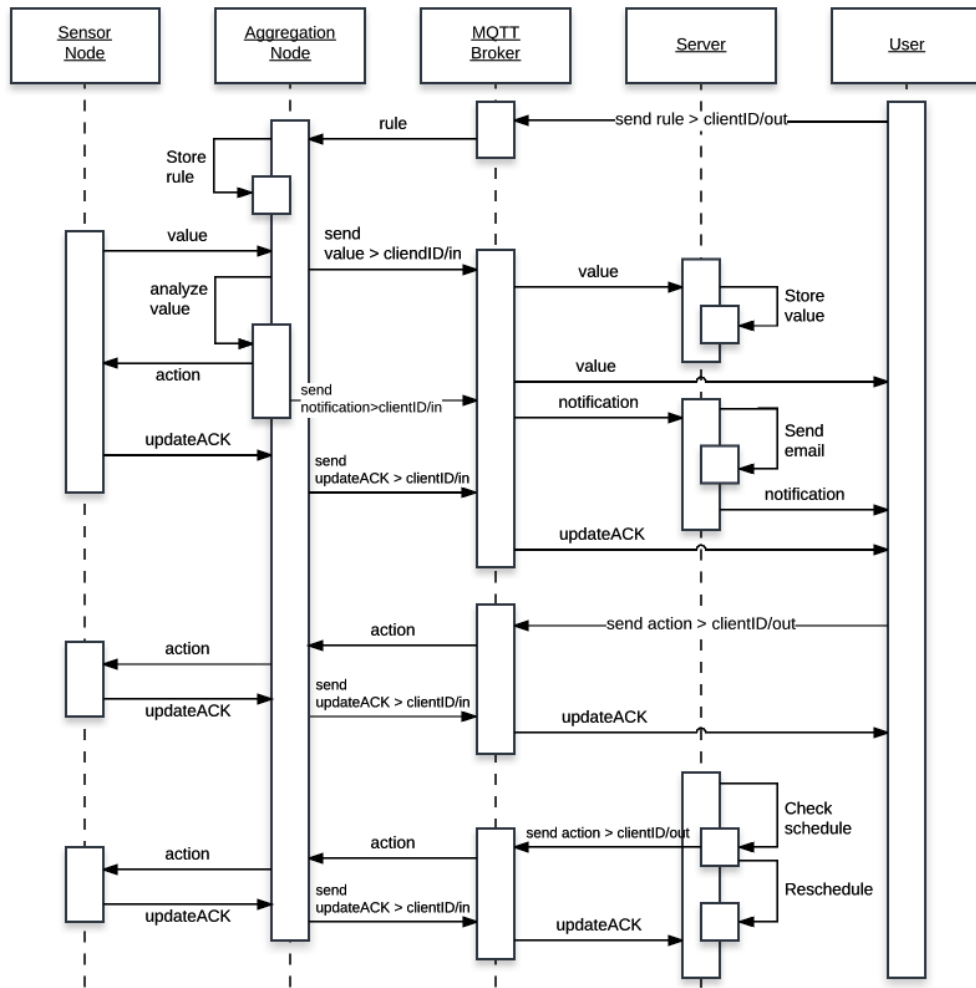 Sensor
Node
Aggregation
Node
MQTT
Broker
Server
User
send rule > clientID/out
rule
Store
rule
value
send
value > cliendID/in
value
analyze
value
Store
value
action
value
send
notification>clientID/in
notification
Send
email
updateACK
send
updateACK > clientID/in
notification
updateACK
send action > clientID/out
action
action
send
updateACK > clientID/in
updateACK
updateACK
Check
schedule
send action > clientID/out
action
action
Reschedule
send
updateACK > clientID/in
updateACK
updateACK